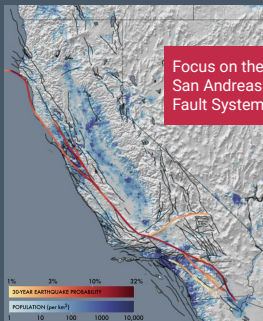 Focus on the
San Andreas
Fault System
1% 3% 10% 32%
30-YEAR EARTHQUAKE PROBABILITY
POPULATION (per km²)
1 10 100 1000 10,000